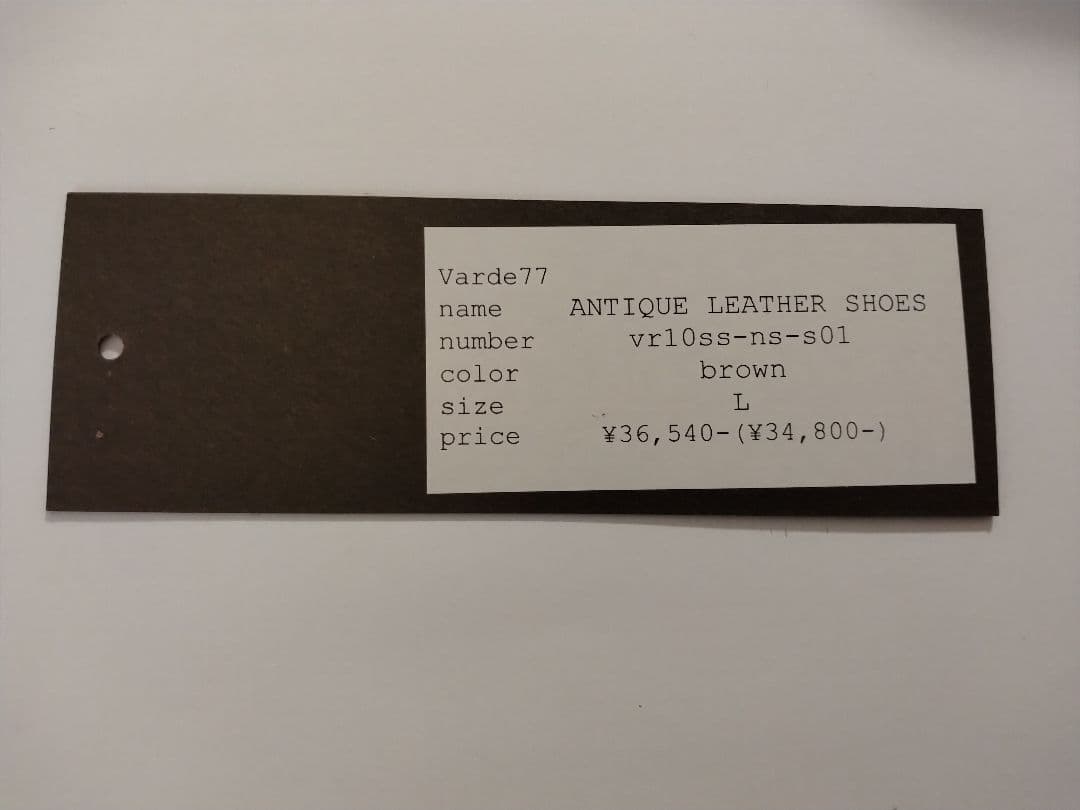 Varde77
name ANTIQUE LEATHER SHOES
number vr10ss-ns-s01
color brown
size L
price ¥36,540-(¥34,800-)